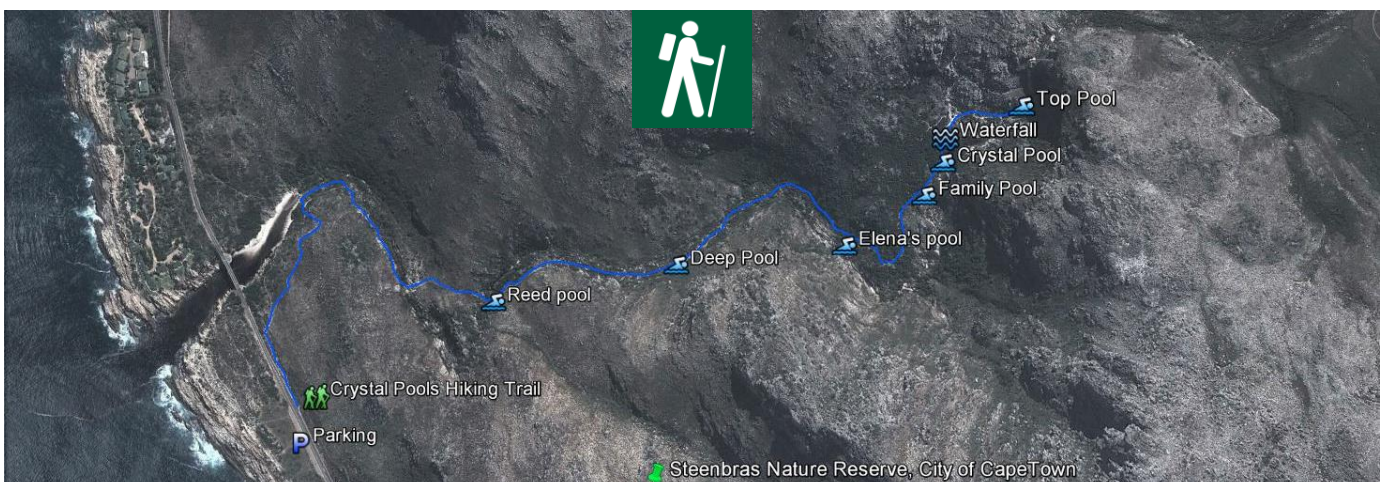 Top Pool
Waterfall
Crystal Pool
Family Pool
Elena's pool
Deep Pool
Reed pool
Crystal Pools Hiking Trail
P Parking
Steenbras Nature Reserve, City of CapeTown